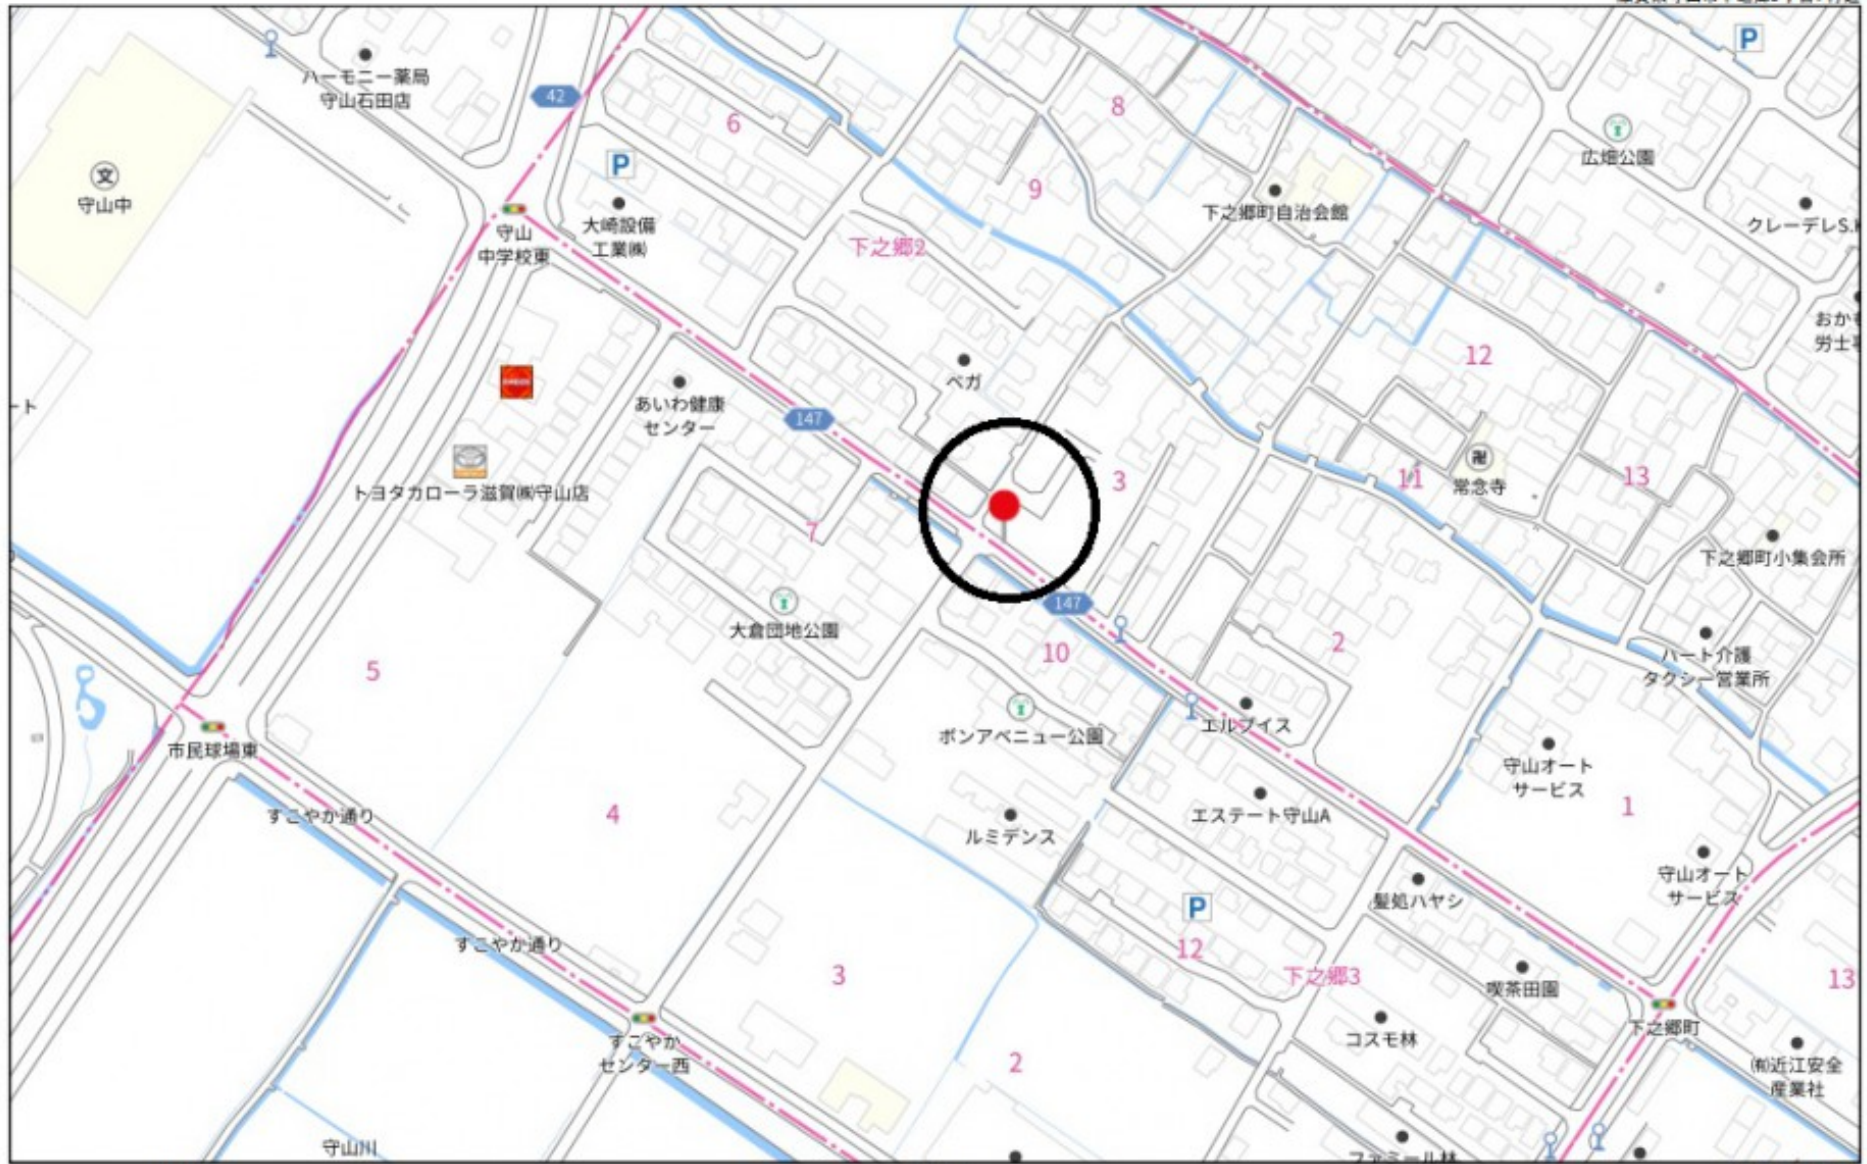 ハーモニー薬局
守山石田店
42
6
8
P
P
広畑公園
文
守山中
9
大崎設備
工業㈱
下之郷町自治会館
守山
中学校東
下之郷2
ベガ
12
あいわ健康
センター
147
トヨタカローラ滋賀㈱守山店
3
11
卍
常念寺
13
7
下之郷町小集会所
147
大倉団地公園
10
2
ハート介護
タクシー営業所
5
ボンアベニュー公園
エルブイス
市民球場東
守山オート
サービス
すこやか通り
4
ルミデンス
エステート守山A
1
守山オート
サービス
髪処ハヤシ
P
すこやか通り
3
12
下之郷3
喫茶田園
13
すこやか
センター西
コスモ林
下之郷町
2
㈲近江安全
産業社
守山川